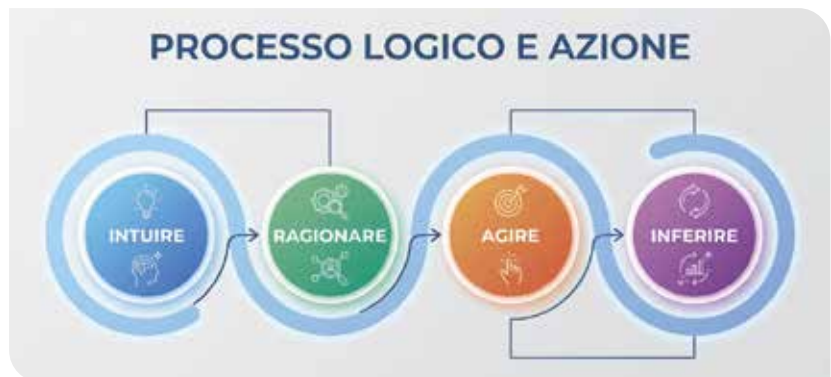 PROCESSO LOGICO E AZIONE
INTUIRE
RAGIONARE
AGIRE
INFERIRE